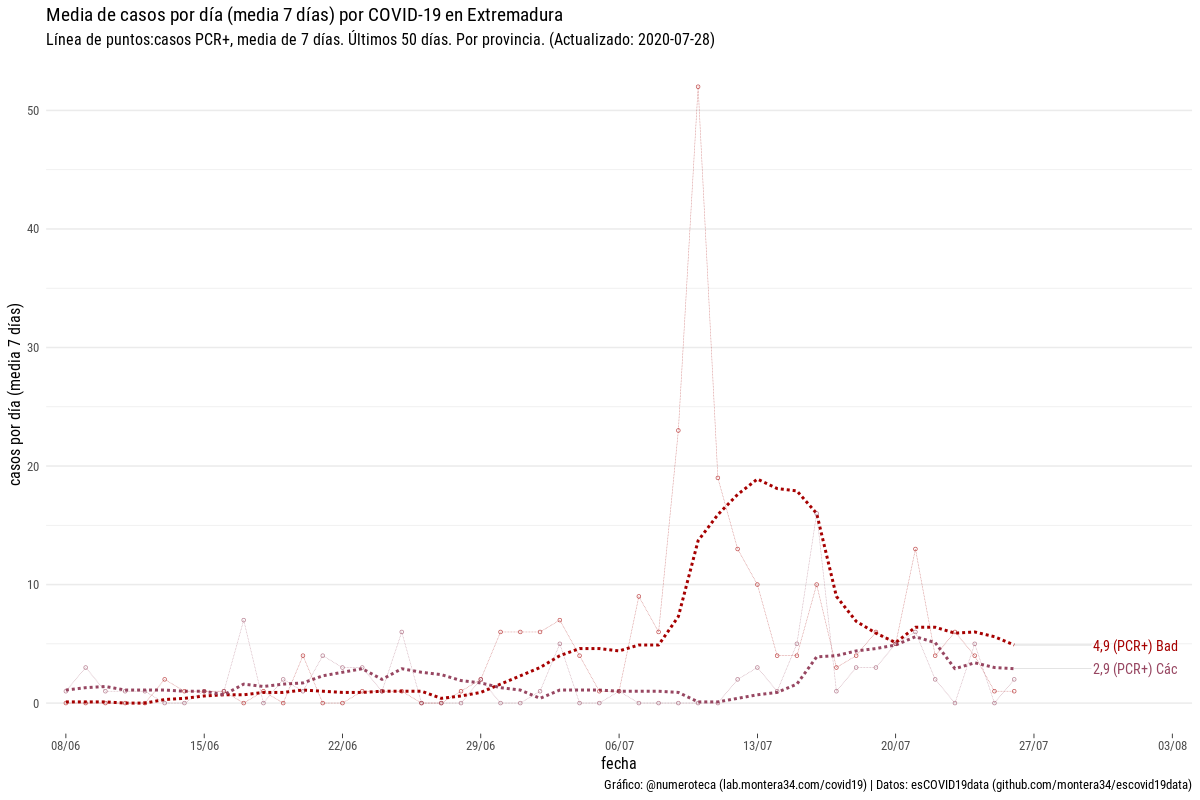 Media de casos por día (media 7 días) por COVID-19 en Extremadura
Línea de puntos:casos PCR+, media de 7 días. Últimos 50 días. Por provincia. (Actualizado: 2020-07-28)
casos por día (media 7 días)
50
40
30
20
10
0
4,9 (PCR+) Bad
2,9 (PCR+) Các
08/06
15/06
22/06
29/06
06/07
13/07
20/07
27/07
03/08
fecha
Gráfico: @numeroteca (lab.montera34.com/covid19) | Datos: esCOVID19data (github.com/montera34/escovid19data)